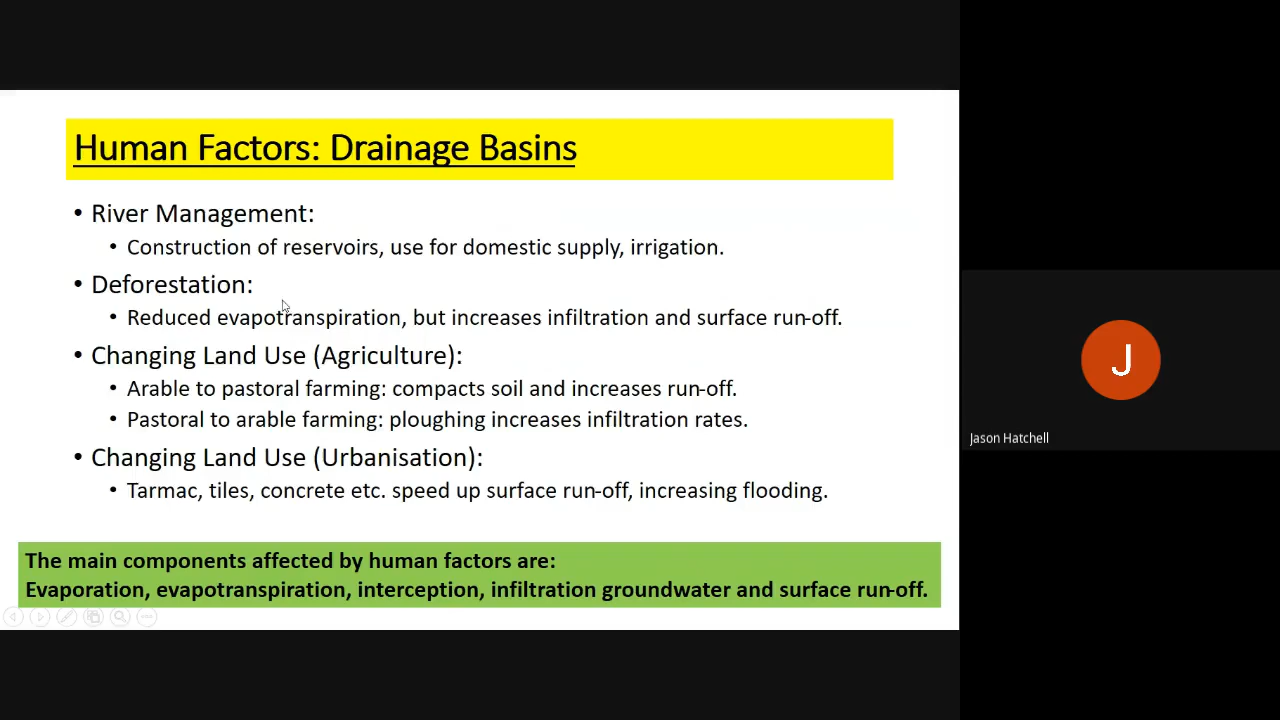 Human Factors: Drainage Basins
• River Management:
• Construction of reservoirs, use for domestic supply, irrigation.
• Deforestation:
• Reduced evapotranspiration, but increases infiltration and surface run-off.
• Changing Land Use (Agriculture):
• Arable to pastoral farming: compacts soil and increases run-off.
• Pastoral to arable farming: ploughing increases infiltration rates.
• Changing Land Use (Urbanisation):
• Tarmac, tiles, concrete etc. speed up surface run-off, increasing flooding.
The main components affected by human factors are:
Evaporation, evapotranspiration, interception, infiltration groundwater and surface run-off.
J
Jason Hatchell